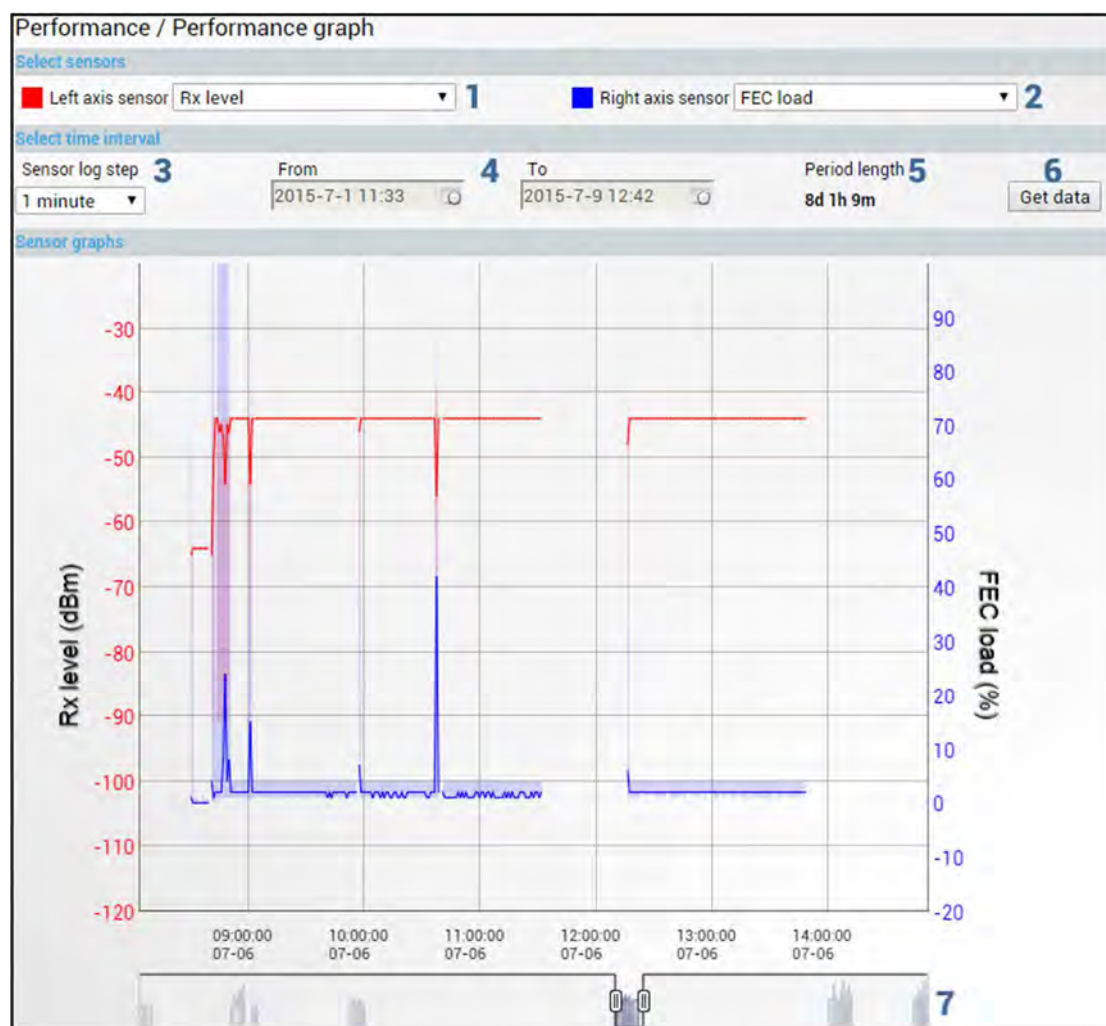 Performance / Performance graph
Select sensors
Left axis sensor Rx level 1 Right axis sensor FEC load 2
Select time interval
Sensor log step 3 From 4 To Period length 5 6
1 minute 2015-7-1 11:33 2015-7-9 12:42 8d 1h 9m Get data
Sensor graphs
Rx level (dBm)
-30
-40
-50
-60
-70
-80
-90
-100
-110
-120
90
80
70
60
50
40
30
20
10
0
-10
-20
FEC load (%)
09:00:00 10:00:00 11:00:00 12:00:00 13:00:00 14:00:00
07-06 07-06 07-06 07-06 07-06 07-06
7